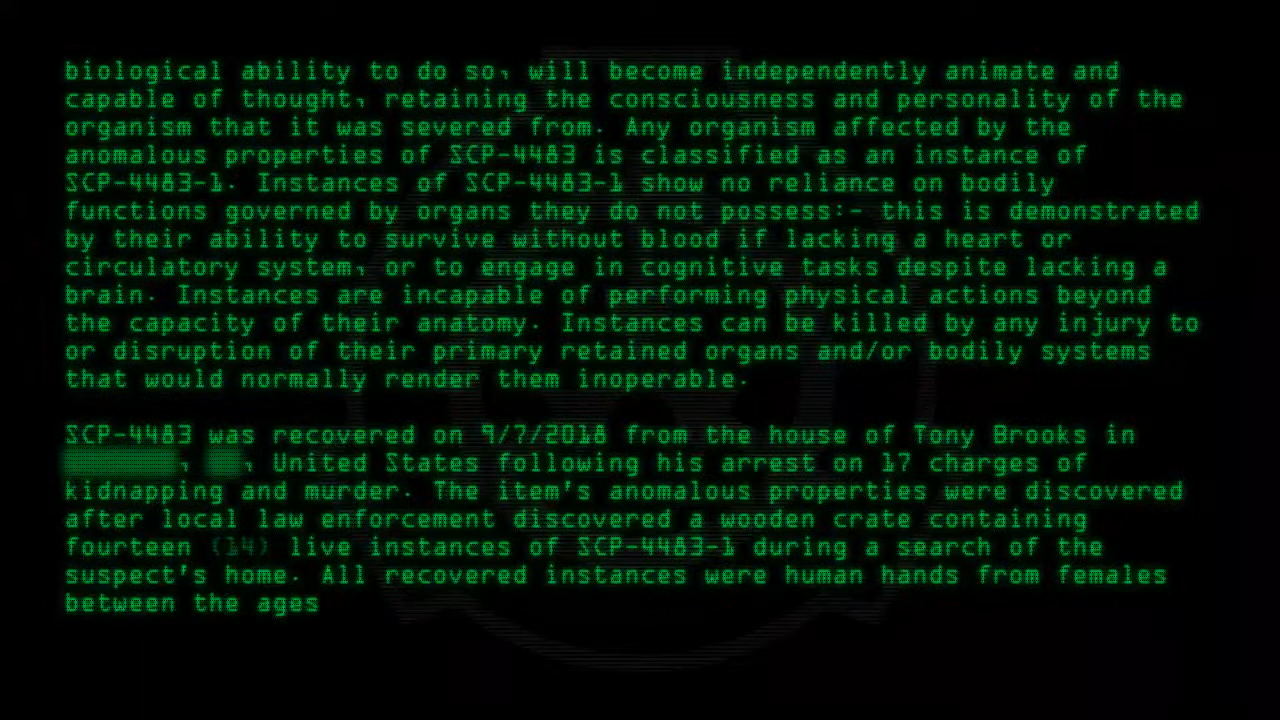 biological ability to do so, will become independently animate and
capable of thought, retaining the consciousness and personality of the
organism that it was severed from. Any organism affected by the
anomalous properties of SCP-4483 is classified as an instance of
SCP-4483-1. Instances of SCP-4483-1 show no reliance on bodily
functions governed by organs they do not possess:- this is demonstrated
by their ability to survive without blood if lacking a heart or
circulatory system, or to engage in cognitive tasks despite lacking a
brain. Instances are incapable of performing physical actions beyond
the capacity of their anatomy. Instances can be killed by any injury to
or disruption of their primary retained organs and/or bodily systems
that would normally render them inoperable.
SCP-4483 was recovered on 9/7/2018 from the house of Tony Brooks in
, , United States following his arrest on 17 charges of
kidnapping and murder. The item's anomalous properties were discovered
after local law enforcement discovered a wooden crate containing
fourteen (14) live instances of SCP-4483-1 during a search of the
suspect's home. All recovered instances were human hands from females
between the ages